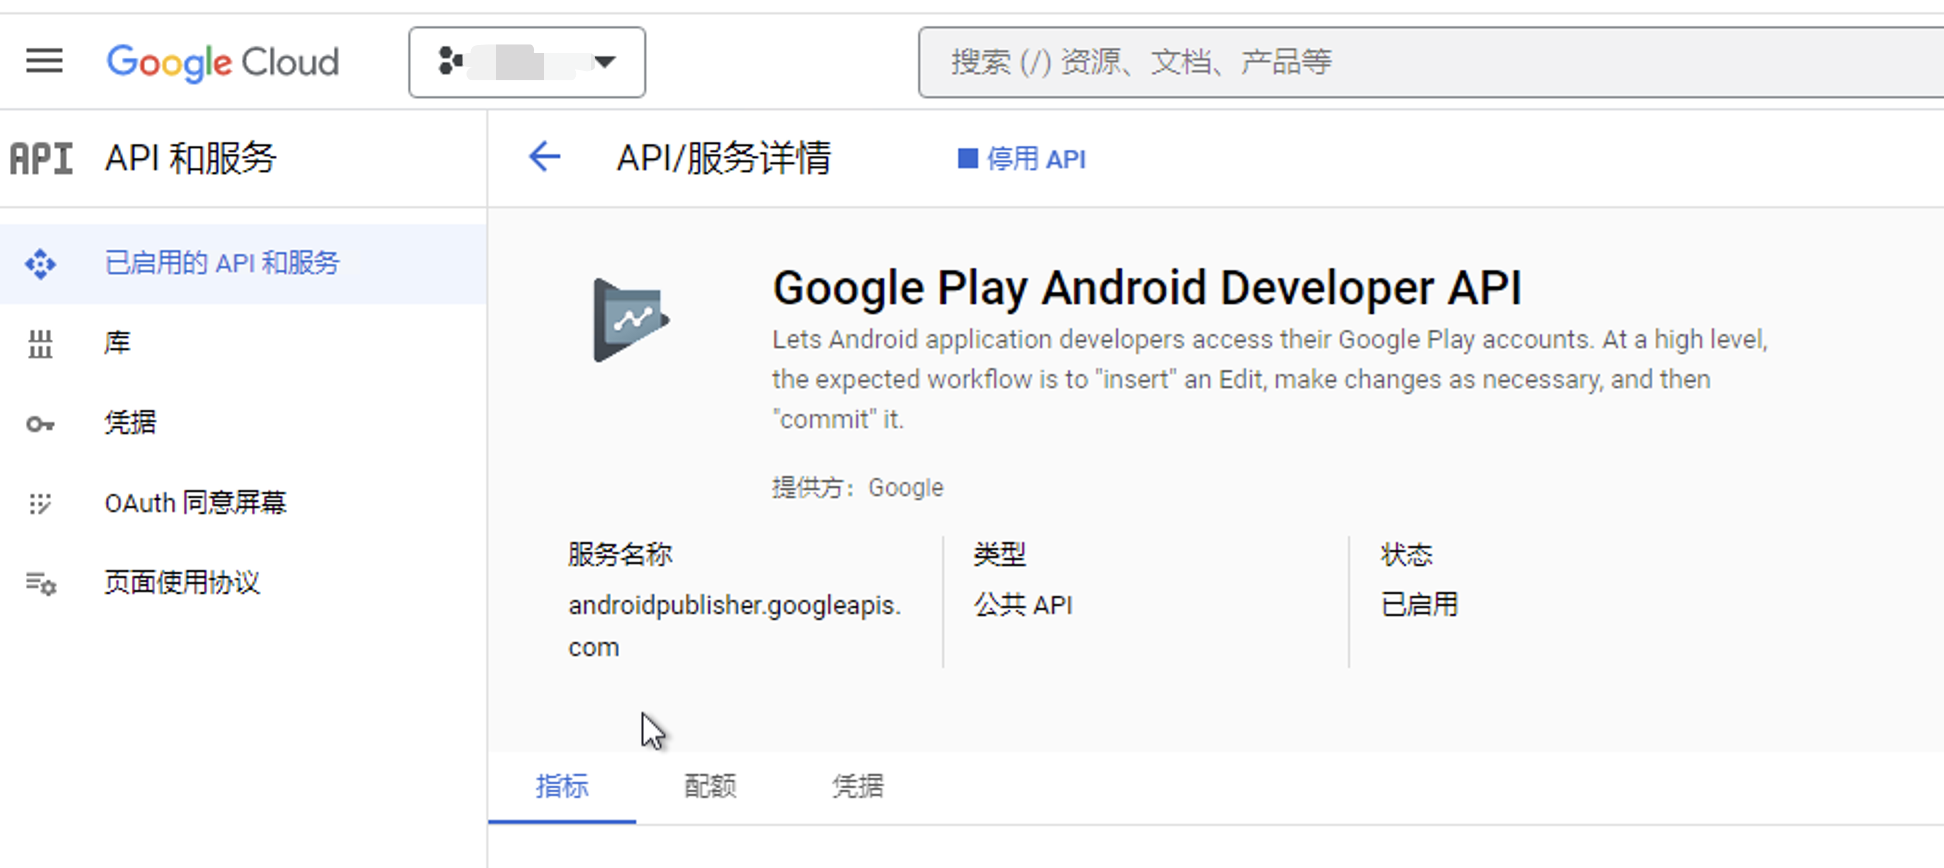 Google Cloud
搜索 (/) 资源、文档、产品等
API
API 和服务
API/服务详情
停用 API
已启用的 API 和服务
库
凭据
OAuth 同意屏幕
页面使用协议
Google Play Android Developer API
Lets Android application developers access their Google Play accounts. At a high level,
the expected workflow is to "insert" an Edit, make changes as necessary, and then
"commit" it.
提供方：Google
服务名称
androidpublisher.googleapis.
com
类型
公共 API
状态
已启用
指标
配额
凭据